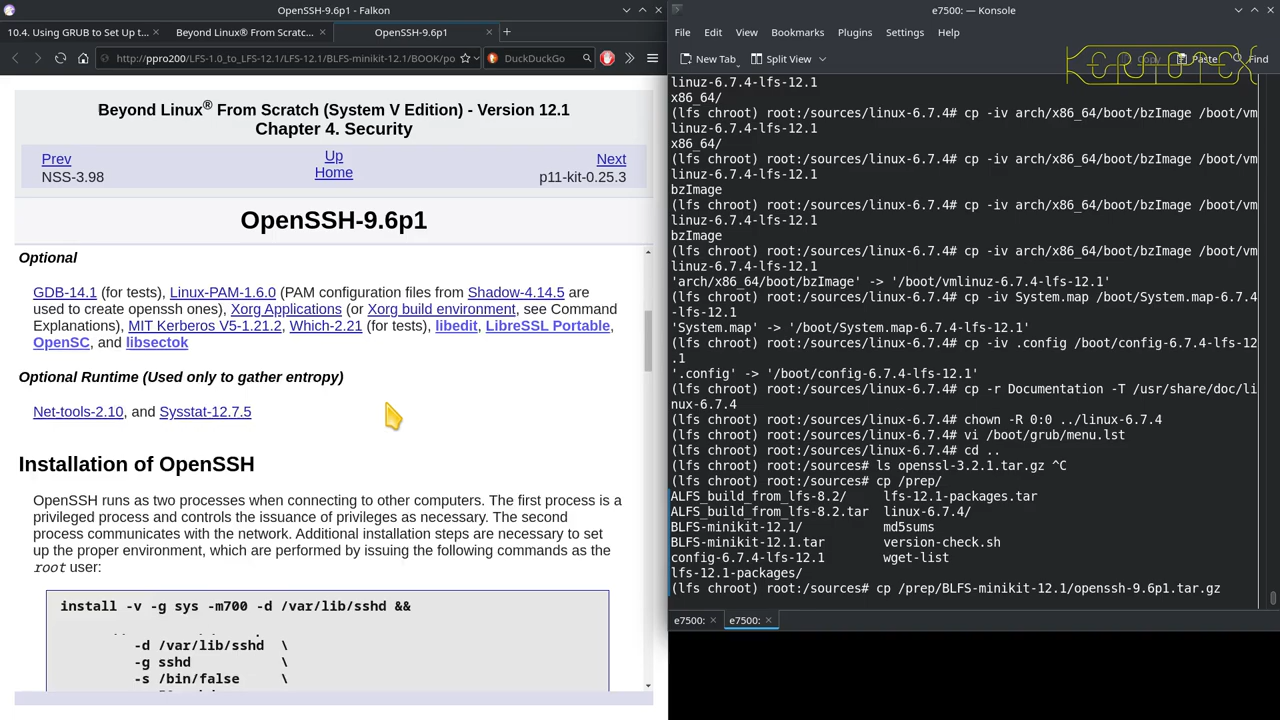 OpenSSH-9.6p1 - Falkon
10.4. Using GRUB to Set Up t...
Beyond Linux® From Scratc...
OpenSSH-9.6p1
http://ppro200/LFS-1.0_to_LFS-12.1/LFS-12.1/BLFS-minikit-12.1/BOOK/po
DuckDuckGo
Beyond Linux® From Scratch (System V Edition) - Version 12.1
Chapter 4. Security
Prev
Up
Next
NSS-3.98
Home
p11-kit-0.25.3
OpenSSH-9.6p1
Optional
GDB-14.1 (for tests), Linux-PAM-1.6.0 (PAM configuration files from Shadow-4.14.5 are
used to create openssh ones), Xorg Applications (or Xorg build environment, see Command
Explanations), MIT Kerberos V5-1.21.2, Which-2.21 (for tests), libedit, LibreSSL Portable,
OpenSC, and libsectok
Optional Runtime (Used only to gather entropy)
Net-tools-2.10, and Sysstat-12.7.5
Installation of OpenSSH
OpenSSH runs as two processes when connecting to other computers. The first process is a
privileged process and controls the issuance of privileges as necessary. The second
process communicates with the network. Additional installation steps are necessary to set
up the proper environment, which are performed by issuing the following commands as the
root user:
install -v -g sys -m700 -d /var/lib/sshd &&
-d /var/lib/sshd \
-g sshd \
-s /bin/false \
e7500: — Konsole
File Edit View Bookmarks Plugins Settings Help
New Tab
Split View
Copy
Paste
Find
KERNOTEX
linuz-6.7.4-lfs-12.1
x86_64/
(lfs chroot) root:/sources/linux-6.7.4# cp -iv arch/x86_64/boot/bzImage /boot/vm
linuz-6.7.4-lfs-12.1
x86_64/
(lfs chroot) root:/sources/linux-6.7.4# cp -iv arch/x86_64/boot/bzImage /boot/vm
linuz-6.7.4-lfs-12.1
bzImage
(lfs chroot) root:/sources/linux-6.7.4# cp -iv arch/x86_64/boot/bzImage /boot/vm
linuz-6.7.4-lfs-12.1
bzImage
(lfs chroot) root:/sources/linux-6.7.4# cp -iv arch/x86_64/boot/bzImage /boot/vm
linuz-6.7.4-lfs-12.1
'arch/x86_64/boot/bzImage' -> '/boot/vmlinuz-6.7.4-lfs-12.1'
(lfs chroot) root:/sources/linux-6.7.4# cp -iv System.map /boot/System.map-6.7.4
-lfs-12.1
'System.map' -> '/boot/System.map-6.7.4-lfs-12.1'
(lfs chroot) root:/sources/linux-6.7.4# cp -iv .config /boot/config-6.7.4-lfs-12
.1
'.config' -> '/boot/config-6.7.4-lfs-12.1'
(lfs chroot) root:/sources/linux-6.7.4# cp -r Documentation -T /usr/share/doc/li
nux-6.7.4
(lfs chroot) root:/sources/linux-6.7.4# chown -R 0:0 ../linux-6.7.4
(lfs chroot) root:/sources/linux-6.7.4# vi /boot/grub/menu.lst
(lfs chroot) root:/sources/linux-6.7.4# cd ..
(lfs chroot) root:/sources# ls openssl-3.2.1.tar.gz ^C
(lfs chroot) root:/sources# cp /prep/
ALFS_build_from_lfs-8.2/ lfs-12.1-packages.tar
ALFS_build_from_lfs-8.2.tar linux-6.7.4/
BLFS-minikit-12.1/ md5sums
BLFS-minikit-12.1.tar version-check.sh
config-6.7.4-lfs-12.1 wget-list
lfs-12.1-packages/
(lfs chroot) root:/sources# cp /prep/BLFS-minikit-12.1/openssh-9.6p1.tar.gz
e7500:
e7500: